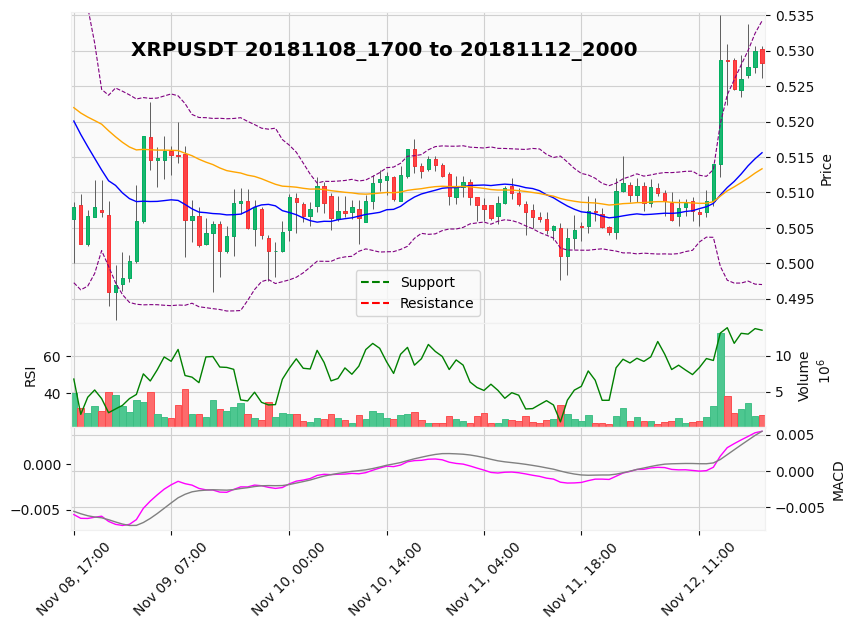 XRPUSDT 20181108_1700 to 20181112_2000
0.535
0.530
0.525
0.520
0.515
0.510
0.505
0.500
0.495
Price
Support
Resistance
60
40
RSI
10
5
Volume
10^6
0.000
−0.005
0.005
0.000
−0.005
MACD
Nov 08, 17:00
Nov 09, 07:00
Nov 10, 00:00
Nov 10, 14:00
Nov 11, 04:00
Nov 11, 18:00
Nov 12, 11:00